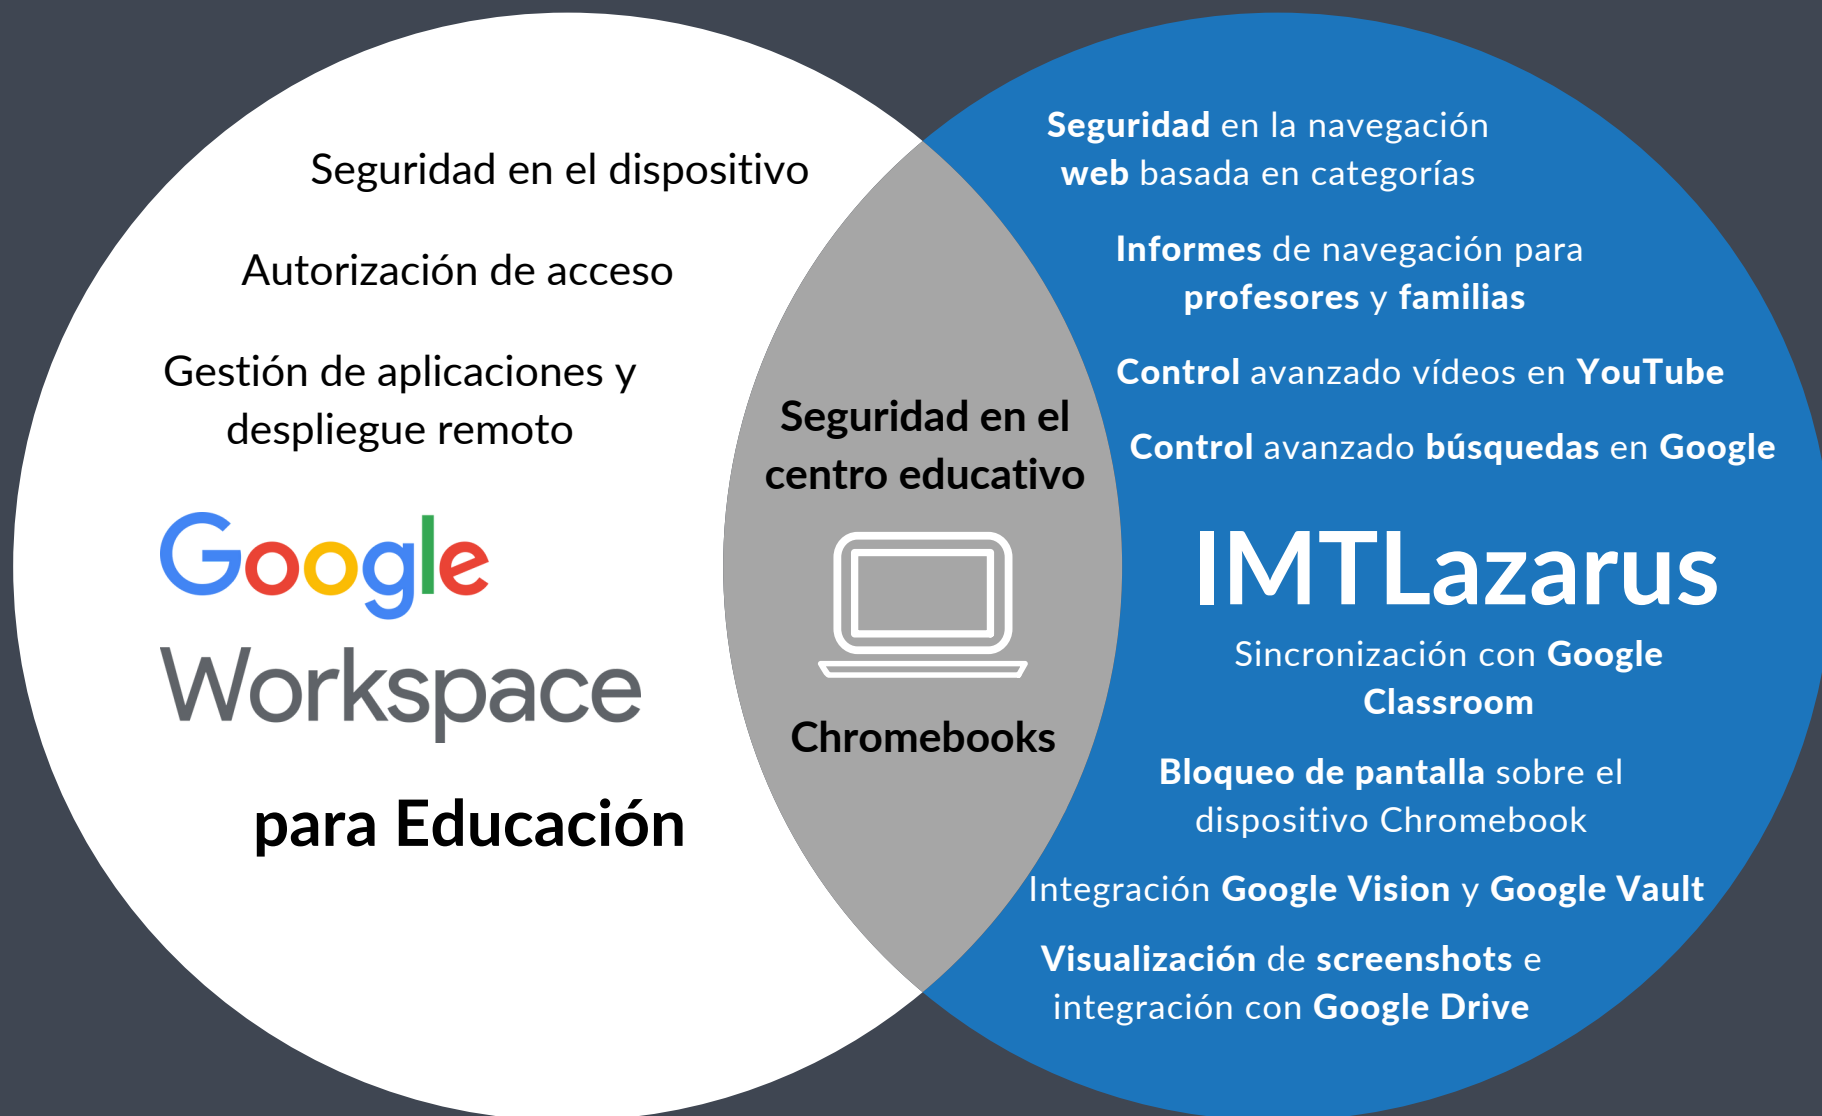 Seguridad en el dispositivo
Autorización de acceso
Gestión de aplicaciones y
despliegue remoto
Google
Workspace
para Educación
Seguridad en el
centro educativo
Chromebooks
Seguridad en la navegación
web basada en categorías
Informes de navegación para
profesores y familias
Control avanzado vídeos en YouTube
Control avanzado búsquedas en Google
IMTLazarus
Sincronización con Google
Classroom
Bloqueo de pantalla sobre el
dispositivo Chromebook
Integración Google Vision y Google Vault
Visualización de screenshots e
integración con Google Drive